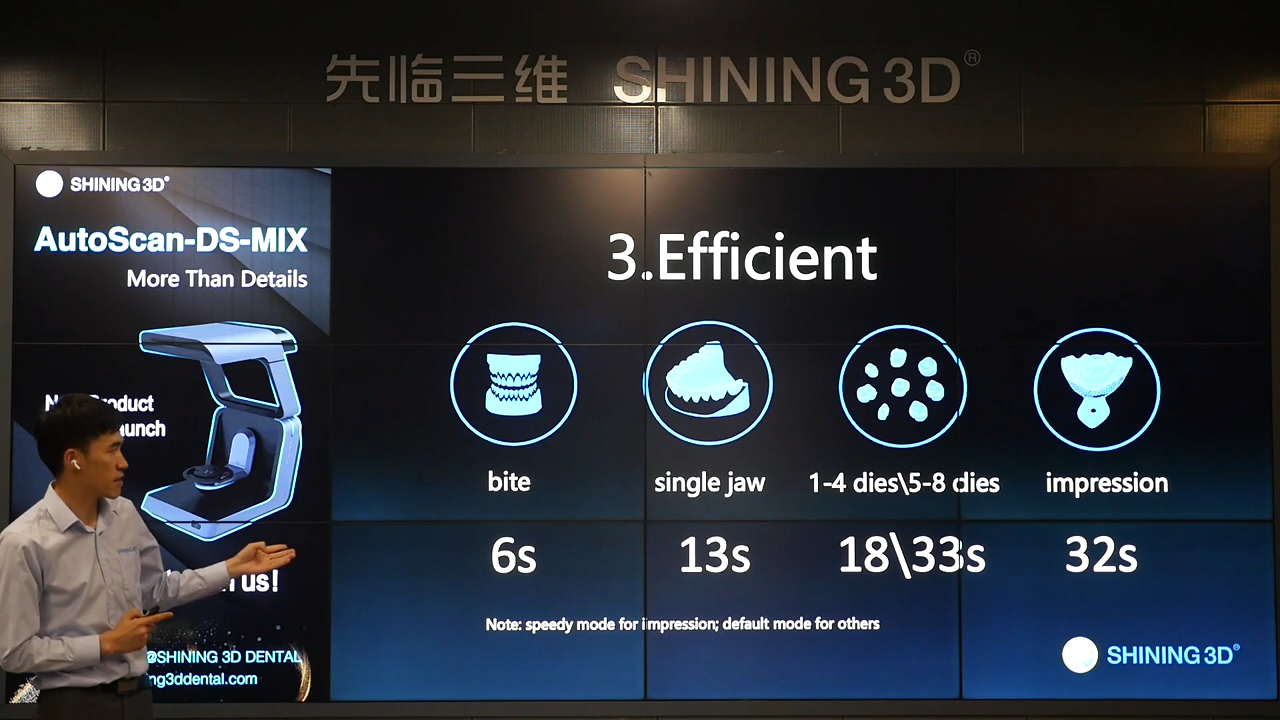 先临三维 SHINING 3D®
SHINING 3D®
AutoScan-DS-MIX
More Than Details
us!
@SHINING 3D DENTAL
3.Efficient
bite
single jaw
1-4 dies\5-8 dies
impression
6s
13s
18\33s
32s
Note: speedy mode for impression; default mode for others
SHINING 3D®